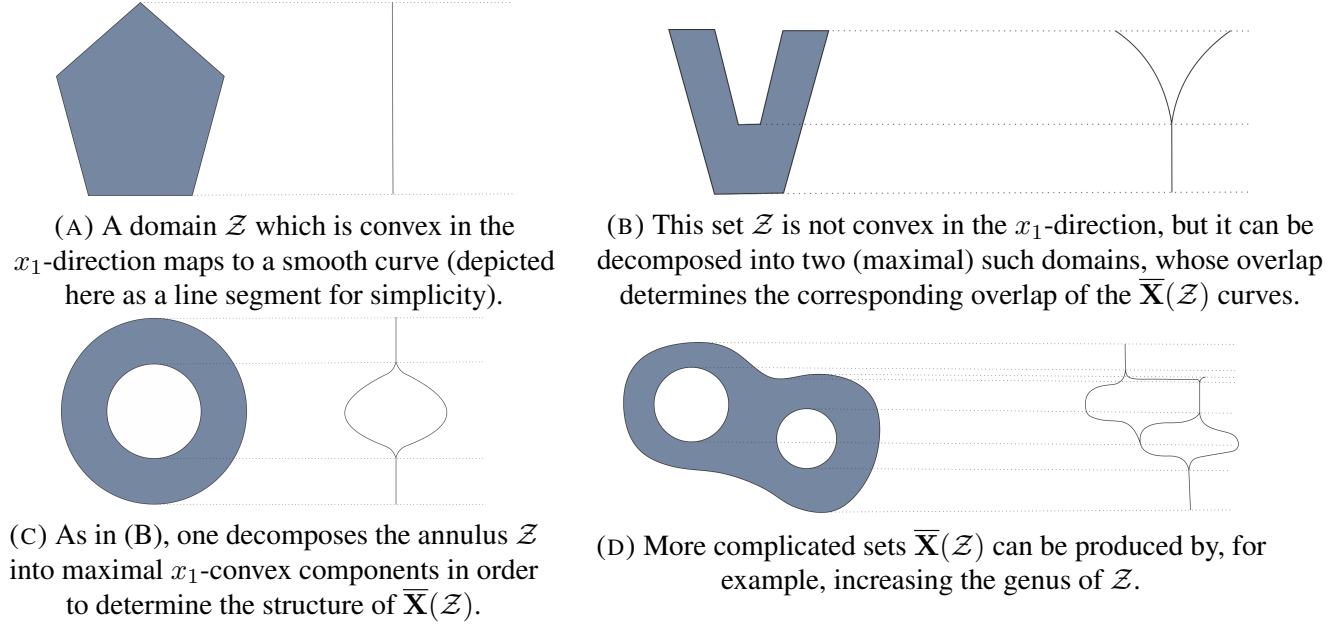 (A) A domain 𝒵 which is convex in the
x₁-direction maps to a smooth curve (depicted
here as a line segment for simplicity).
(B) This set 𝒵 is not convex in the x₁-direction, but it can be
decomposed into two (maximal) such domains, whose overlap
determines the corresponding overlap of the X̅(𝒵) curves.
(C) As in (B), one decomposes the annulus 𝒵
into maximal x₁-convex components in order
to determine the structure of X̅(𝒵).
(D) More complicated sets X̅(𝒵) can be produced by, for
example, increasing the genus of 𝒵.